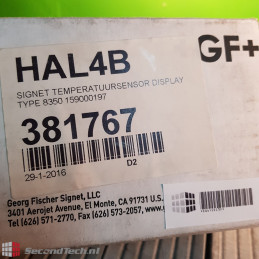 GF+
HAL4B
SIGNET TEMPERATUURSENSOR DISPLAY
TYPE 8350 159000197
381767
29-1-2016
D2
Georg Fischer Signet, LLC
3401 Aerojet Avenue, El Monte, CA 91731 U.S.
Tel (626) 571-2770, Fax (626) 573-2057, www.
SecondTech.nl